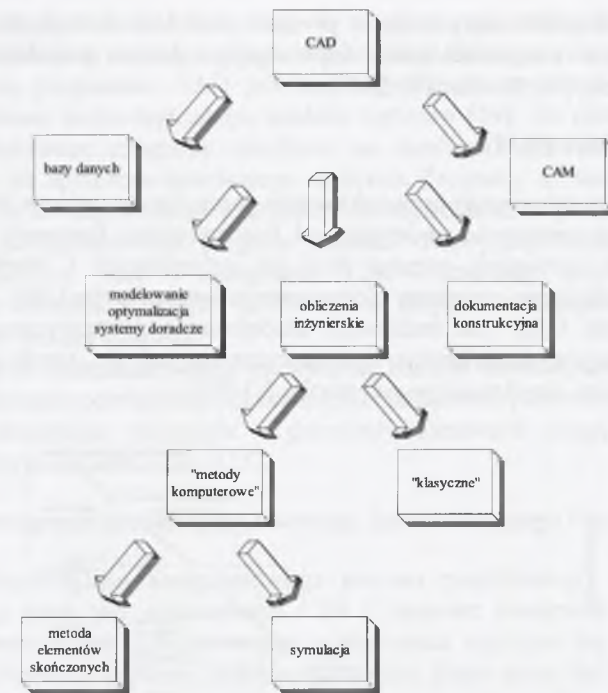 CAD
bazy danych
CAM
modelowanie
optymalizacja
systemy doradcze
obliczenia
inżynierskie
dokumentacja
konstrukcyjna
"metody
komputerowe"
"klasyczne"
metoda
elementów
skończonych
symulacja